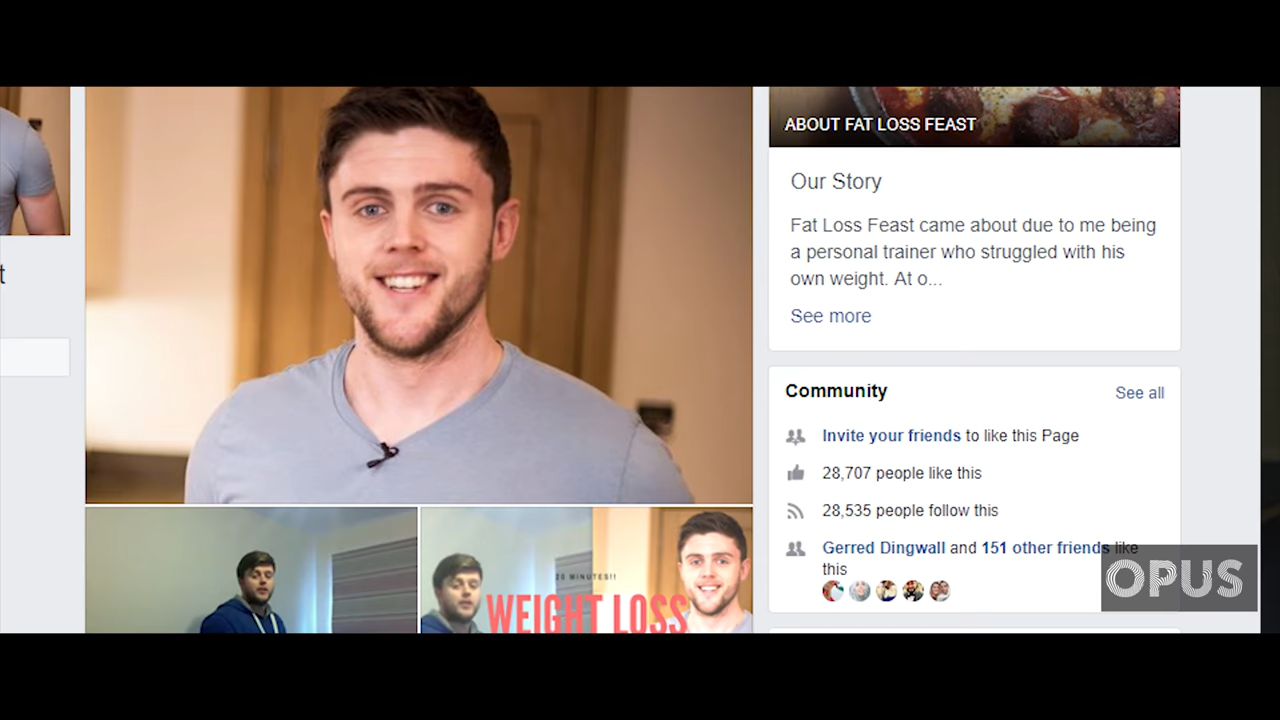 ABOUT FAT LOSS FEAST
Our Story
Fat Loss Feast came about due to me being
a personal trainer who struggled with his
own weight. At o...
See more
t
Community
See all
Invite your friends to like this Page
28,707 people like this
28,535 people follow this
Gerred Dingwall and 151 other friends like
this
OPUS
20 MINUTES!!
WEIGHT LOSS